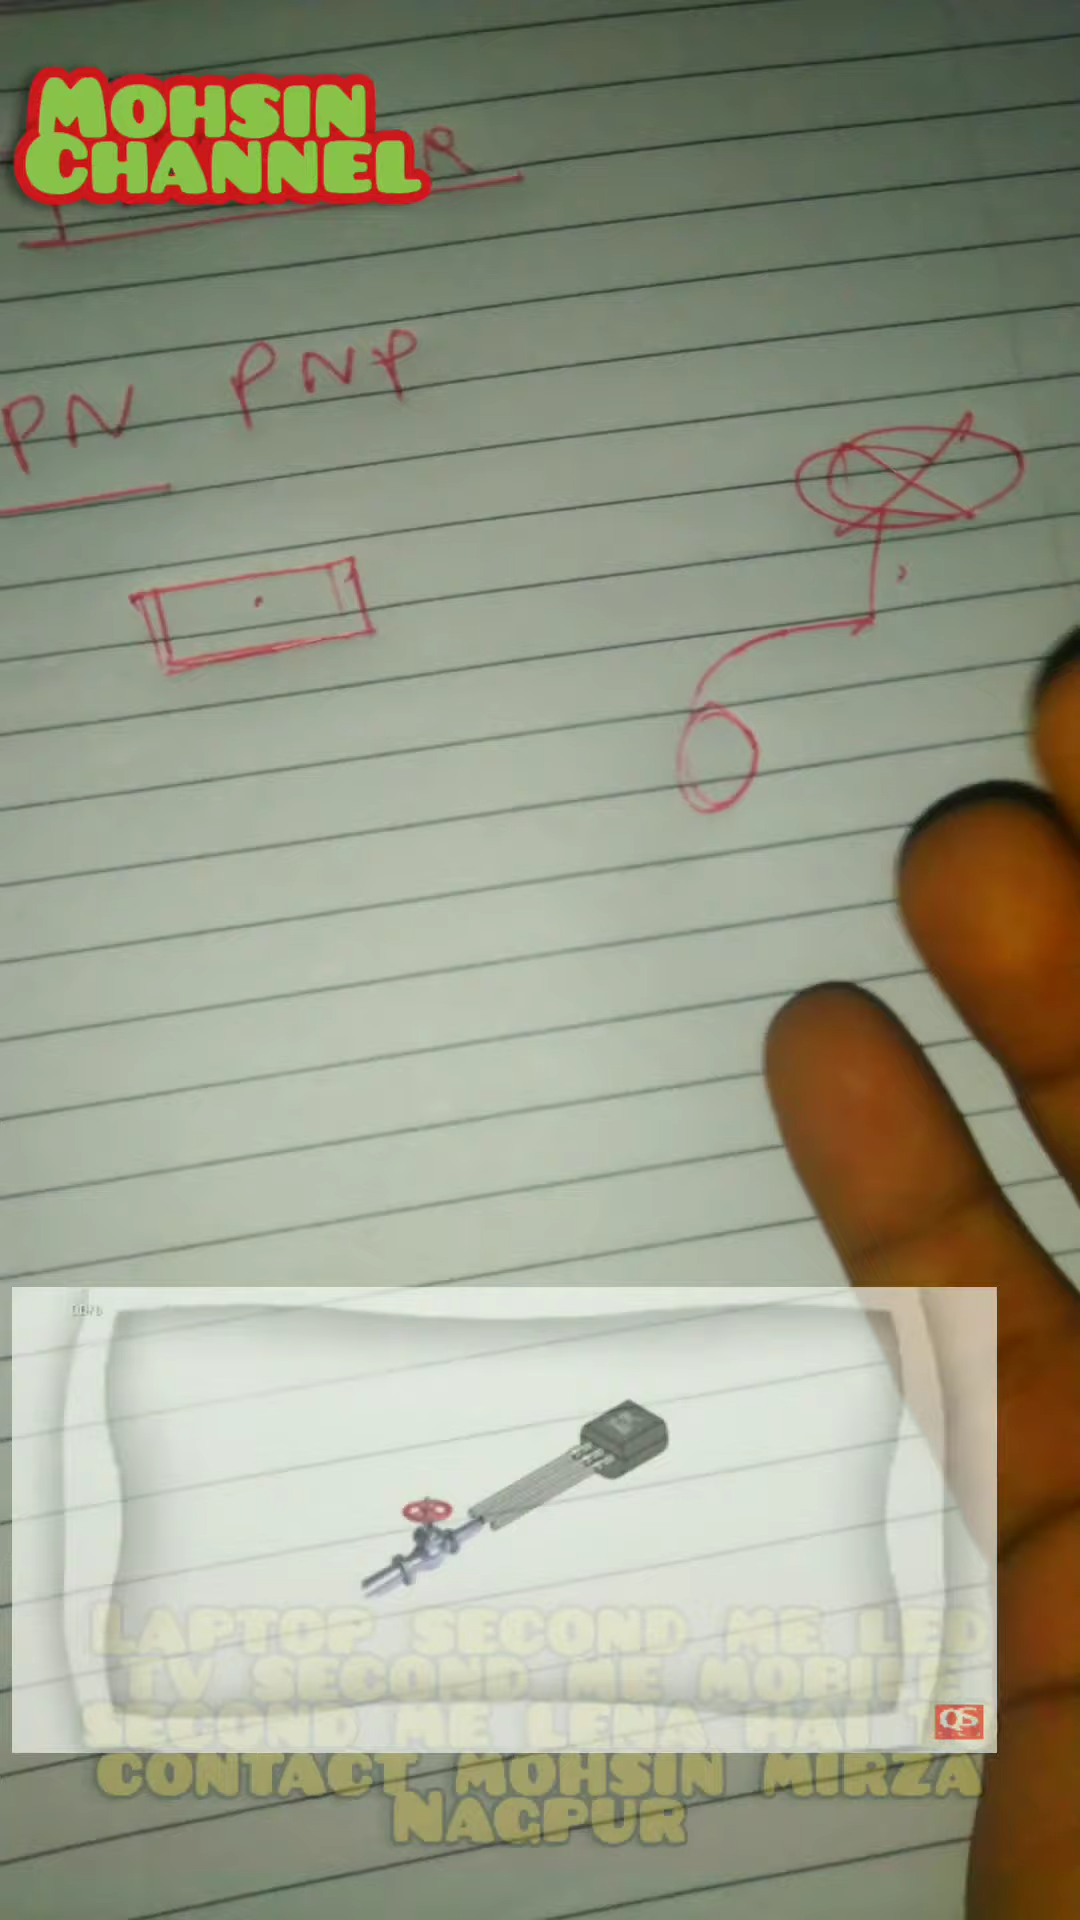 MOHSIN
CHANNEL
R
PN PNP
LAPTOP SECOND ME LED
TV SECOND ME MOBILE
SECOND ME LENA HAI
CONTACT MOHSIN MIRZA
NAGPUR
QS